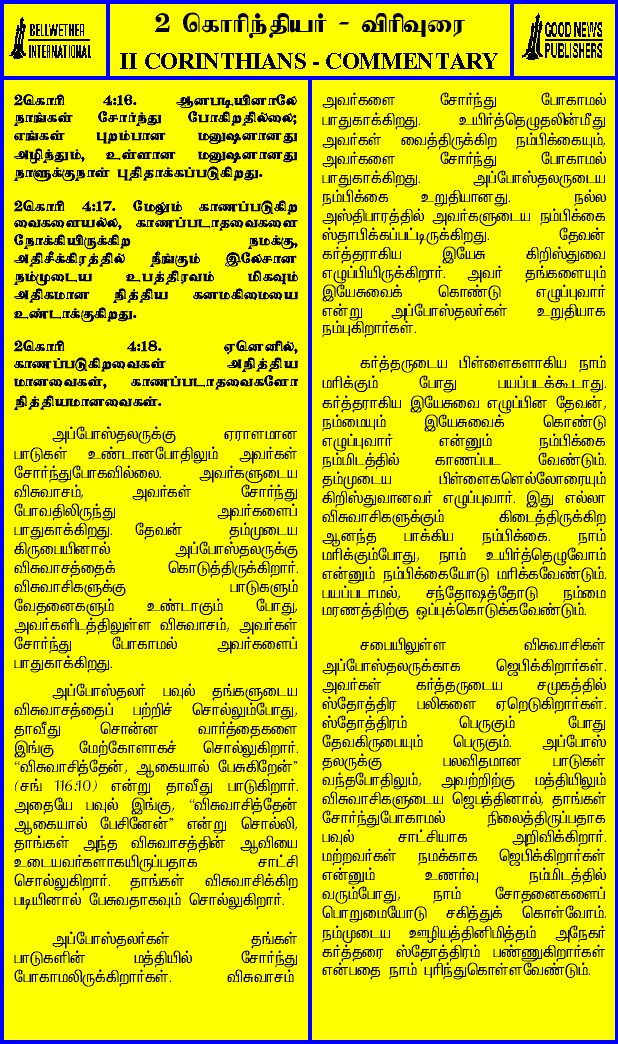 BELLWETHER
INTERNATIONAL
2 கொரிந்தியர் - விரிவுரை
II CORINTHIANS - COMMENTARY
GOOD NEWS
PUBLISHERS
2கொரி 4:16. ஆனபடியினாலே
நாங்கள் சோர்ந்து போகிறதில்லை;
எங்கள் புறம்பான மனுஷனானது
அழிந்தும், உள்ளான மனுஷனானது
நாளுக்குநாள் புதிதாக்கப்படுகிறது.
2கொரி 4:17. மேலும் காணப்படுகிற
வைகளையல்ல, காணப்படாதவைகளை
நோக்கியிருக்கிற நமக்கு,
அதிசீக்கிரத்தில் நீங்கும் இலேசான
நம்முடைய உபத்திரவம் மிகவும்
அதிகமான நித்திய கனமகிமையை
உண்டாக்குகிறது.
2கொரி 4:18. ஏனெனில்,
காணப்படுகிறவைகள் அநித்திய
மானவைகள், காணப்படாதவைகளோ
நித்தியமானவைகள்.
அப்போஸ்தலருக்கு ஏராளமான
பாடுகள் உண்டானபோதிலும் அவர்கள்
சோர்ந்துபோகவில்லை. அவர்களுடைய
விசுவாசம், அவர்கள் சோர்ந்து
போவதிலிருந்து அவர்களைப்
பாதுகாக்கிறது. தேவன் தம்முடைய
கிருபையினால் அப்போஸ்தலருக்கு
விசுவாசத்தைக் கொடுத்திருக்கிறார்.
விசுவாசிகளுக்கு பாடுகளும்
வேதனைகளும் உண்டாகும் போது,
அவர்களிடத்திலுள்ள விசுவாசம், அவர்கள்
சோர்ந்து போகாமல் அவர்களைப்
பாதுகாக்கிறது.
அப்போஸ்தலர் பவுல் தங்களுடைய
விசுவாசத்தைப் பற்றிச் சொல்லும்போது,
தாவீது சொன்ன வார்த்தைகளை
இங்கு மேற்கோளாகச் சொல்லுகிறார்.
“விசுவாசித்தேன், ஆகையால் பேசுகிறேன்”
(சங் 116:10) என்று தாவீது பாடுகிறார்.
அதையே பவுல் இங்கு, “விசுவாசித்தேன்
ஆகையால் பேசினேன்” என்று சொல்லி,
தாங்கள் அந்த விசுவாசத்தின் ஆவியை
உடையவர்களாகயிருப்பதாக சாட்சி
சொல்லுகிறார். தாங்கள் விசுவாசிக்கிற
படியினால் பேசுவதாகவும் சொல்லுகிறார்.
அப்போஸ்தலர்கள் தங்கள்
பாடுகளின் மத்தியில் சோர்ந்து
போகாமலிருக்கிறார்கள். விசுவாசம்
அவர்களை சோர்ந்து போகாமல்
பாதுகாக்கிறது. உயிர்த்தெழுதலின்மீது
அவர்கள் வைத்திருக்கிற நம்பிக்கையும்,
அவர்களை சோர்ந்து போகாமல்
பாதுகாக்கிறது. அப்போஸ்தலருடைய
நம்பிக்கை உறுதியானது. நல்ல
அஸ்திபாரத்தில் அவர்களுடைய நம்பிக்கை
ஸ்தாபிக்கப்பட்டிருக்கிறது. தேவன்
கர்த்தராகிய இயேசு கிறிஸ்துவை
எழுப்பியிருக்கிறார். அவர் தங்களையும்
இயேசுவைக் கொண்டு எழுப்புவார்
என்று அப்போஸ்தலர்கள் உறுதியாக
நம்புகிறார்கள்.
கர்த்தருடைய பிள்ளைகளாகிய நாம்
மரிக்கும் போது பயப்படக்கூடாது.
கர்த்தராகிய இயேசுவை எழுப்பின தேவன்,
நம்மையும் இயேசுவைக் கொண்டு
எழுப்புவார் என்னும் நம்பிக்கை
நம்மிடத்தில் காணப்பட வேண்டும்.
தம்முடைய பிள்ளைகளெல்லோரையும்
கிறிஸ்துவானவர் எழுப்புவார். இது எல்லா
விசுவாசிகளுக்கும் கிடைத்திருக்கிற
ஆனந்த பாக்கிய நம்பிக்கை. நாம்
மரிக்கும்போது, நாம் உயிர்த்தெழுவோம்
என்னும் நம்பிக்கையோடு மரிக்கவேண்டும்.
பயப்படாமல், சந்தோஷத்தோடு நம்மை
மரணத்திற்கு ஒப்புக்கொடுக்கவேண்டும்.
சபையிலுள்ள விசுவாசிகள்
அப்போஸ்தலருக்காக ஜெபிக்கிறார்கள்.
அவர்கள் கர்த்தருடைய சமுகத்தில்
ஸ்தோத்திர பலிகளை ஏறெடுகிறார்கள்.
ஸ்தோத்திரம் பெருகும் போது
தேவகிருபையும் பெருகும். அப்போஸ்
தலருக்கு பலவிதமான பாடுகள்
வந்தபோதிலும், அவற்றிற்கு மத்தியிலும்
விசுவாசிகளுடைய ஜெபத்தினால், தாங்கள்
சோர்ந்துபோகாமல் நிலைத்திருப்பதாக
பவுல் சாட்சியாக அறிவிக்கிறார்.
மற்றவர்கள் நமக்காக ஜெபிக்கிறார்கள்
என்னும் உணர்வு நம்மிடத்தில்
வரும்போது, நாம் சோதனைகளைப்
பொறுமையோடு சகித்துக் கொள்வோம்.
நம்முடைய ஊழியத்தினிமித்தம் அநேகர்
கர்த்தரை ஸ்தோத்திரம் பண்ணுகிறார்கள்
என்பதை நாம் புரிந்துகொள்ளவேண்டும்.